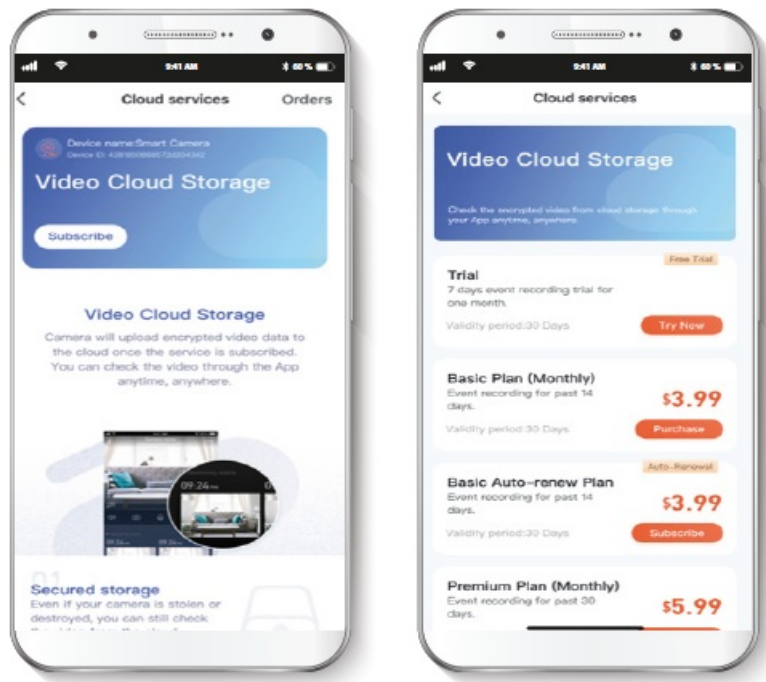 9:41 AM
60%
Cloud services
Orders
Device name:Smart Camera
Video Cloud Storage
Subscribe
Video Cloud Storage
Camera will upload encrypted video data to
the cloud once the service is subscribed.
You can check the video through the App
anytime, anywhere.
09:24
01
Secured storage
Even if your camera is stolen or
destroyed, you can still check
9:41 AM
60%
Cloud services
Video Cloud Storage
Check the encrypted video from cloud storage through
your App anytime, anywhere.
Free Trial
Trial
7 days event recording trial for
one month.
Validity period:30 Days
Try Now
Basic Plan (Monthly)
Event recording for past 14
days.
$3.99
Validity period:30 Days
Purchase
Auto-Renewal
Basic Auto-renew Plan
Event recording for past 14
days.
$3.99
Validity period:30 Days
Subscribe
Premium Plan (Monthly)
Event recording for past 30
days.
$5.99